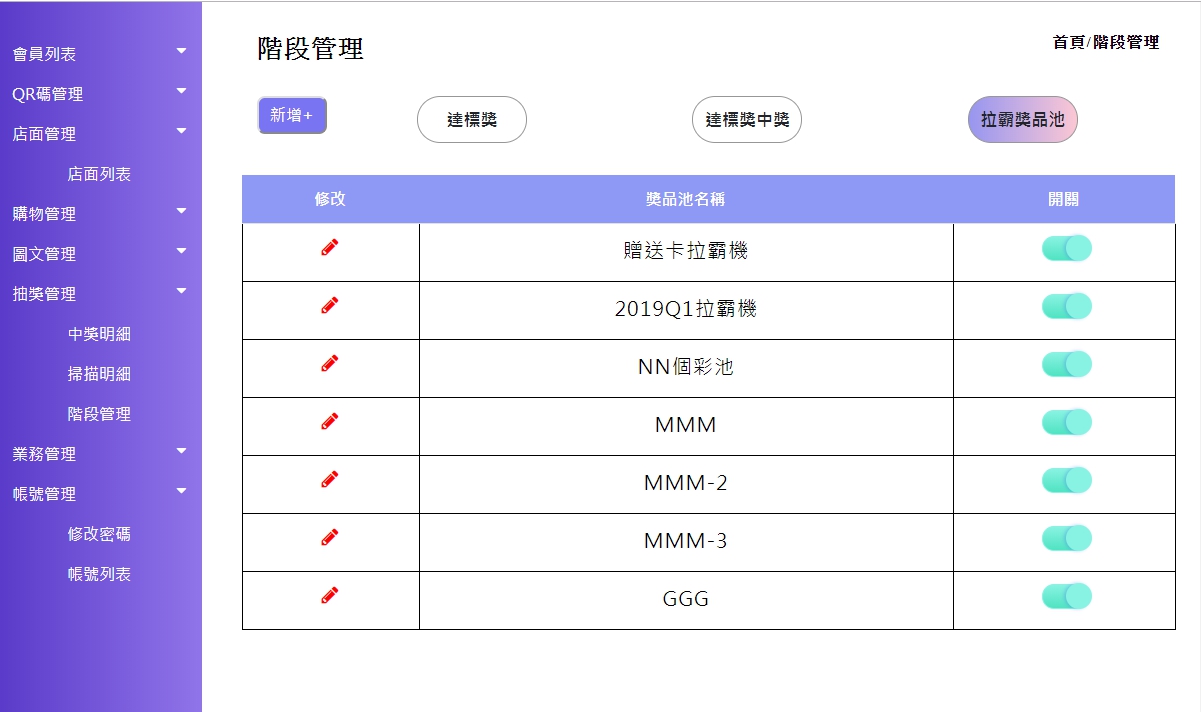 會員列表
QR碼管理
店面管理
店面列表
購物管理
圖文管理
抽獎管理
中獎明細
掃描明細
階段管理
業務管理
帳號管理
修改密碼
帳號列表
階段管理
首頁/階段管理
新增+
達標獎
達標獎中獎
拉霸獎品池
修改 獎品池名稱 開關
贈送卡拉霸機
2019Q1拉霸機
NN個彩池
MMM
MMM-2
MMM-3
GGG